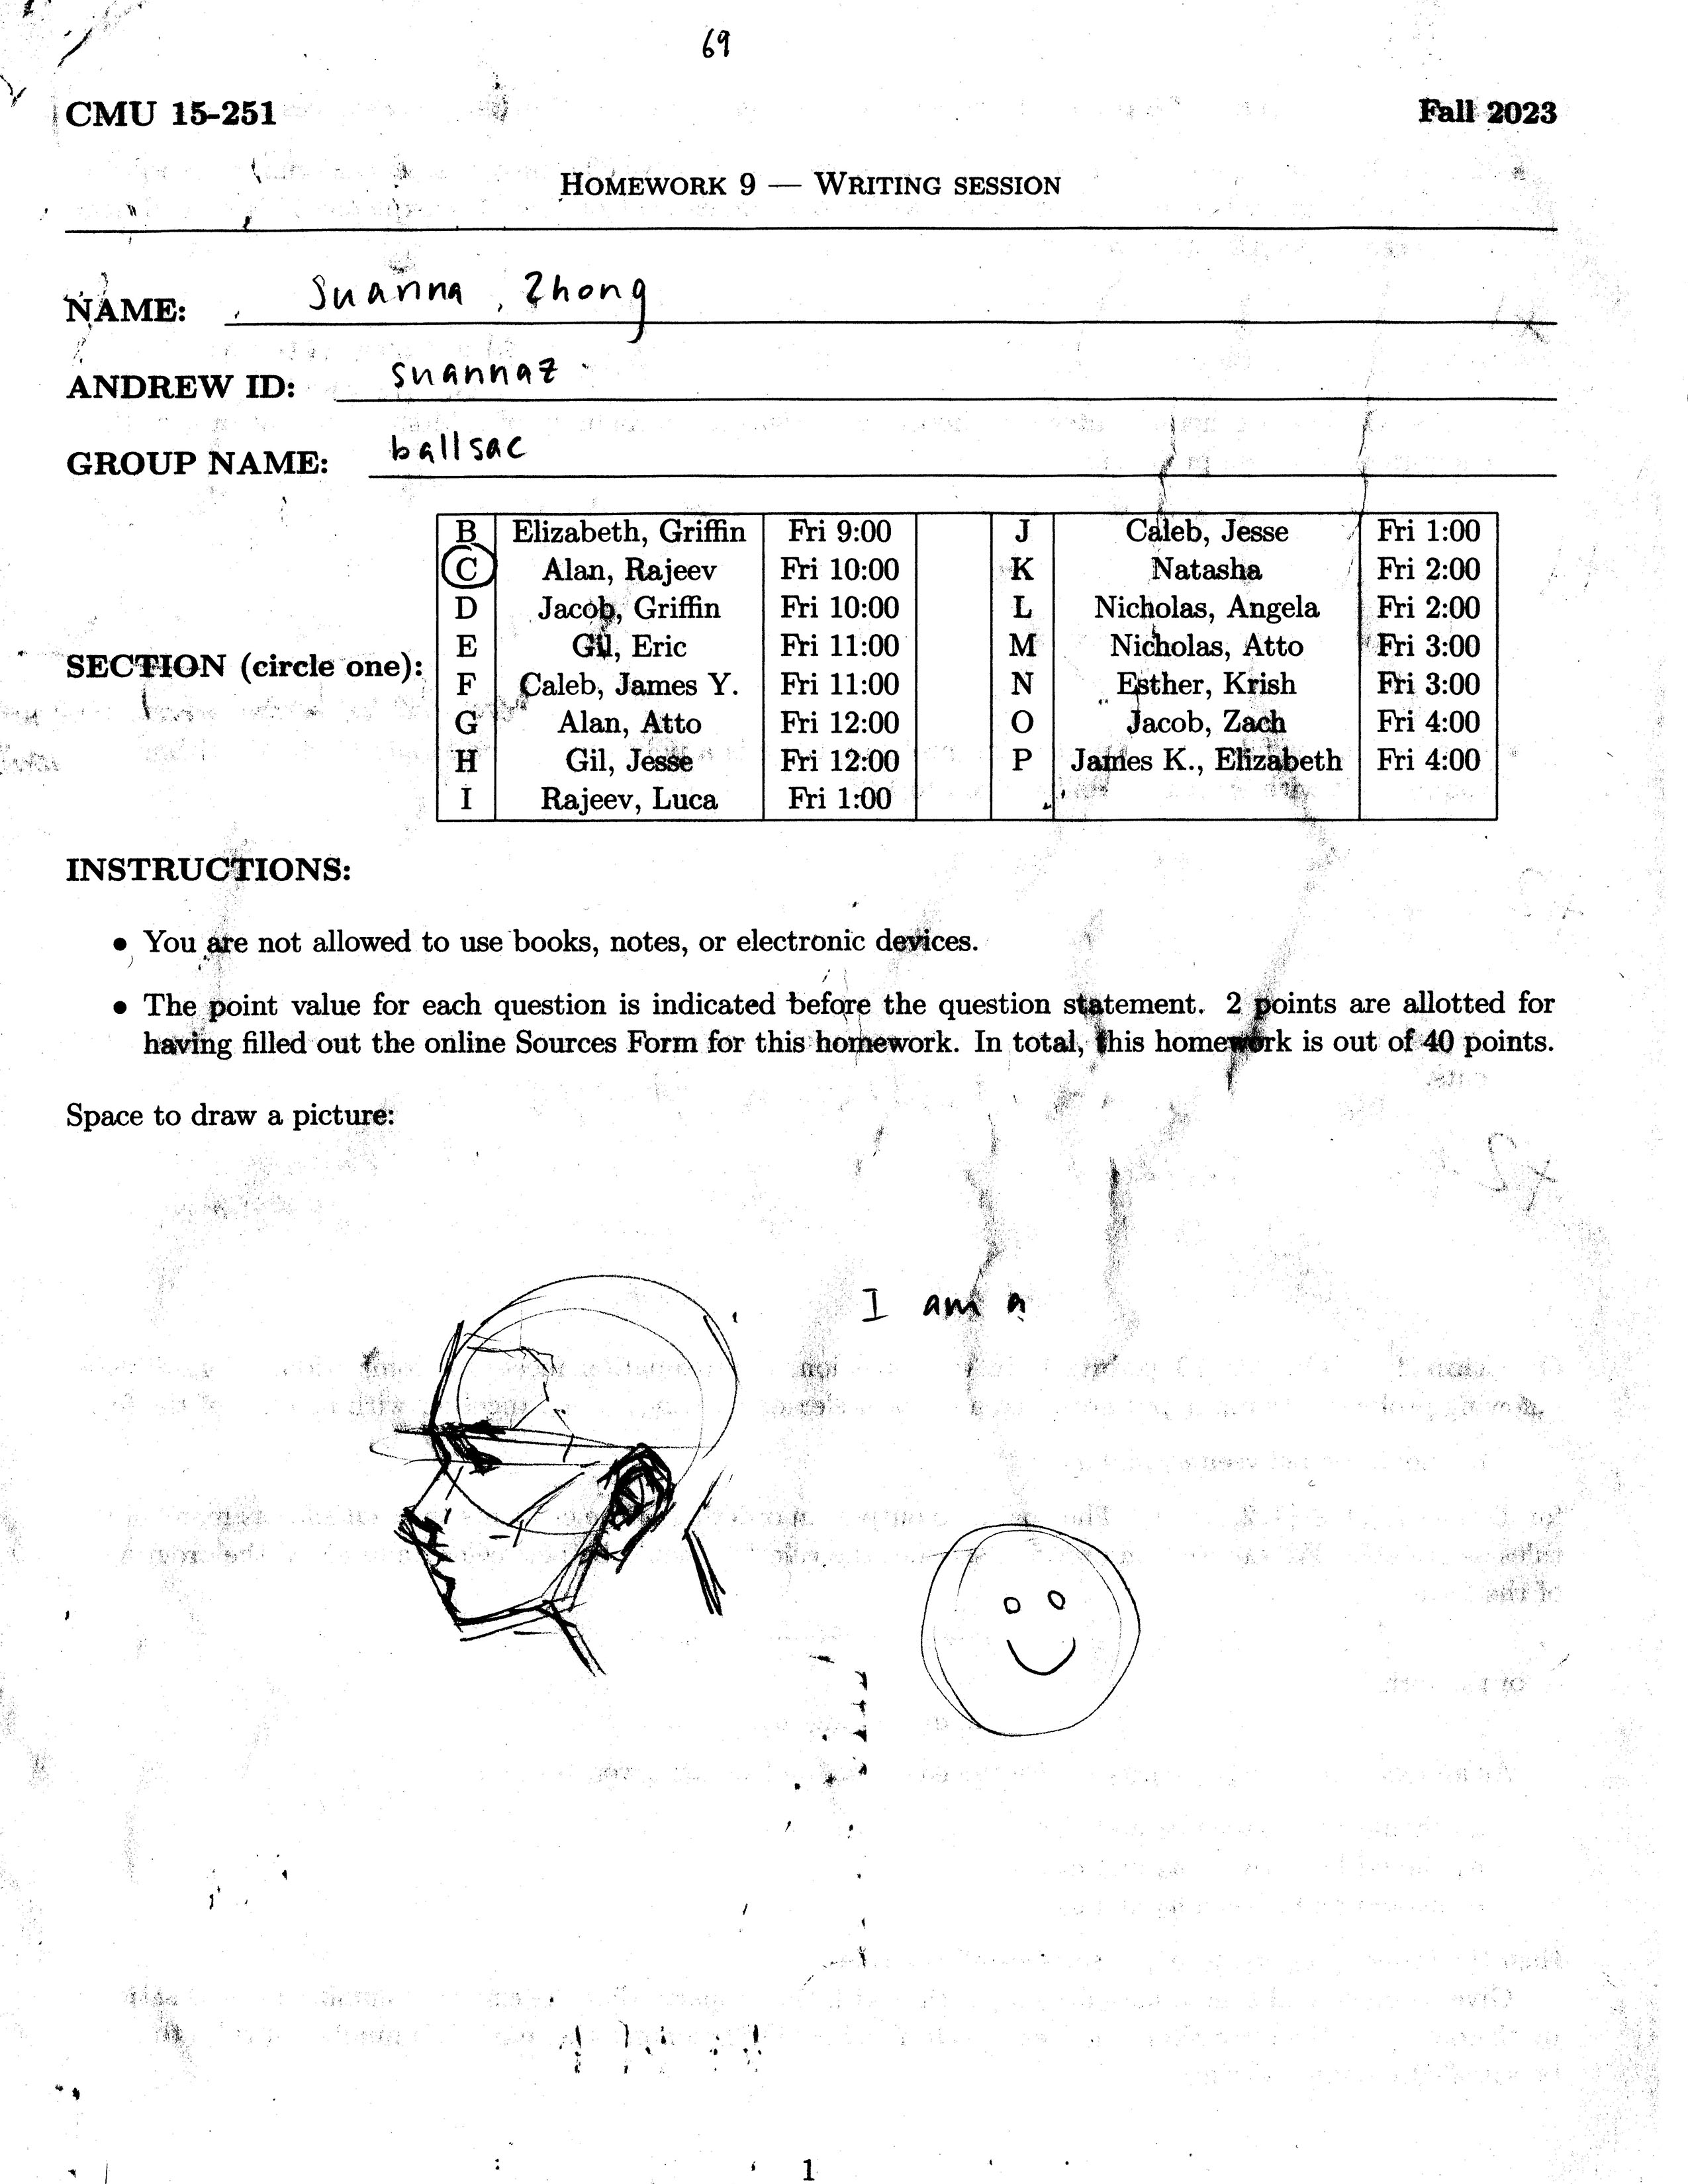 69
CMU 15-251 Fall 2023
HOMEWORK 9 — WRITING SESSION
NAME: Suanna Zhong
ANDREW ID: suannaz
GROUP NAME: ballsac
SECTION (circle one):
B Elizabeth, Griffin Fri 9:00 J Caleb, Jesse Fri 1:00
C Alan, Rajeev Fri 10:00 K Natasha Fri 2:00
D Jacob, Griffin Fri 10:00 L Nicholas, Angela Fri 2:00
E Gil, Eric Fri 11:00 M Nicholas, Atto Fri 3:00
F Caleb, James Y. Fri 11:00 N Esther, Krish Fri 3:00
G Alan, Atto Fri 12:00 O Jacob, Zach Fri 4:00
H Gil, Jesse Fri 12:00 P James K., Elizabeth Fri 4:00
I Rajeev, Luca Fri 1:00
INSTRUCTIONS:
• You are not allowed to use books, notes, or electronic devices.
• The point value for each question is indicated before the question statement. 2 points are allotted for
having filled out the online Sources Form for this homework. In total, this homework is out of 40 points.
Space to draw a picture:
I am a
1